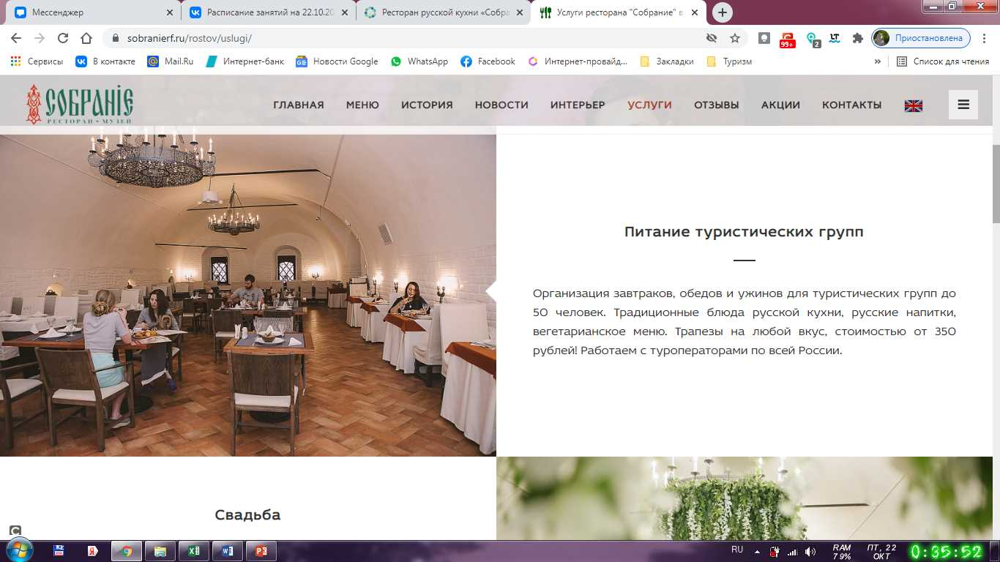 Мессенджер
Расписание занятий на 22.10.20
Ресторан русской кухни «Собра
Услуги ресторана "Собрание" в
sobranierf.ru/rostov/uslugi/
99+
2
LT
Приостановлена
Сервисы
В контакте
Mail.Ru
Интернет-банк
Новости Google
WhatsApp
Facebook
Интернет-провайд...
Закладки
Туризм
»
Список для чтения
СОБРАНІЕ
РЕСТОРАН • МУЗЕЙ
ГЛАВНАЯ
МЕНЮ
ИСТОРИЯ
НОВОСТИ
ИНТЕРЬЕР
УСЛУГИ
ОТЗЫВЫ
АКЦИИ
КОНТАКТЫ
Питание туристических групп
Организация завтраков, обедов и ужинов для туристических групп до
50 человек. Традиционные блюда русской кухни, русские напитки,
вегетарианское меню. Трапезы на любой вкус, стоимостью от 350
рублей! Работаем с туроператорами по всей России.
Свадьба
RU
RAM
79%
ПТ, 22
ОКТ
0:35:52